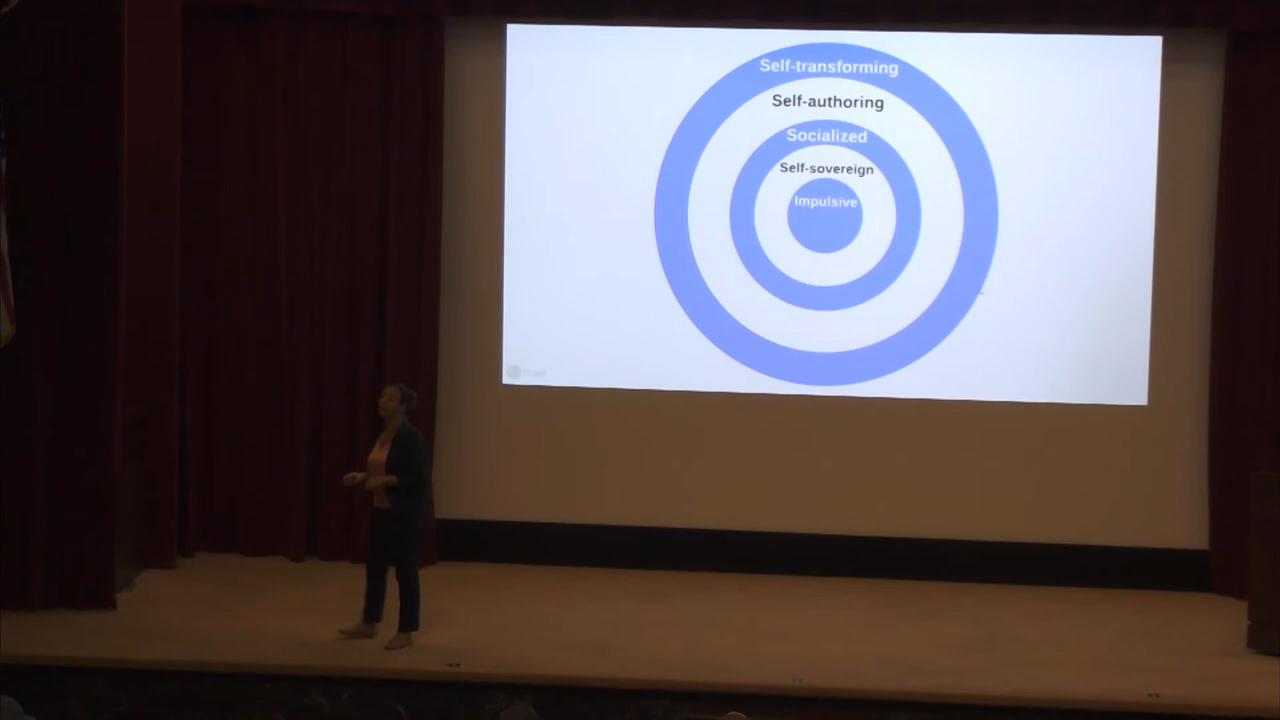 Self-transforming
Self-authoring
Socialized
Self-sovereign
Impulsive